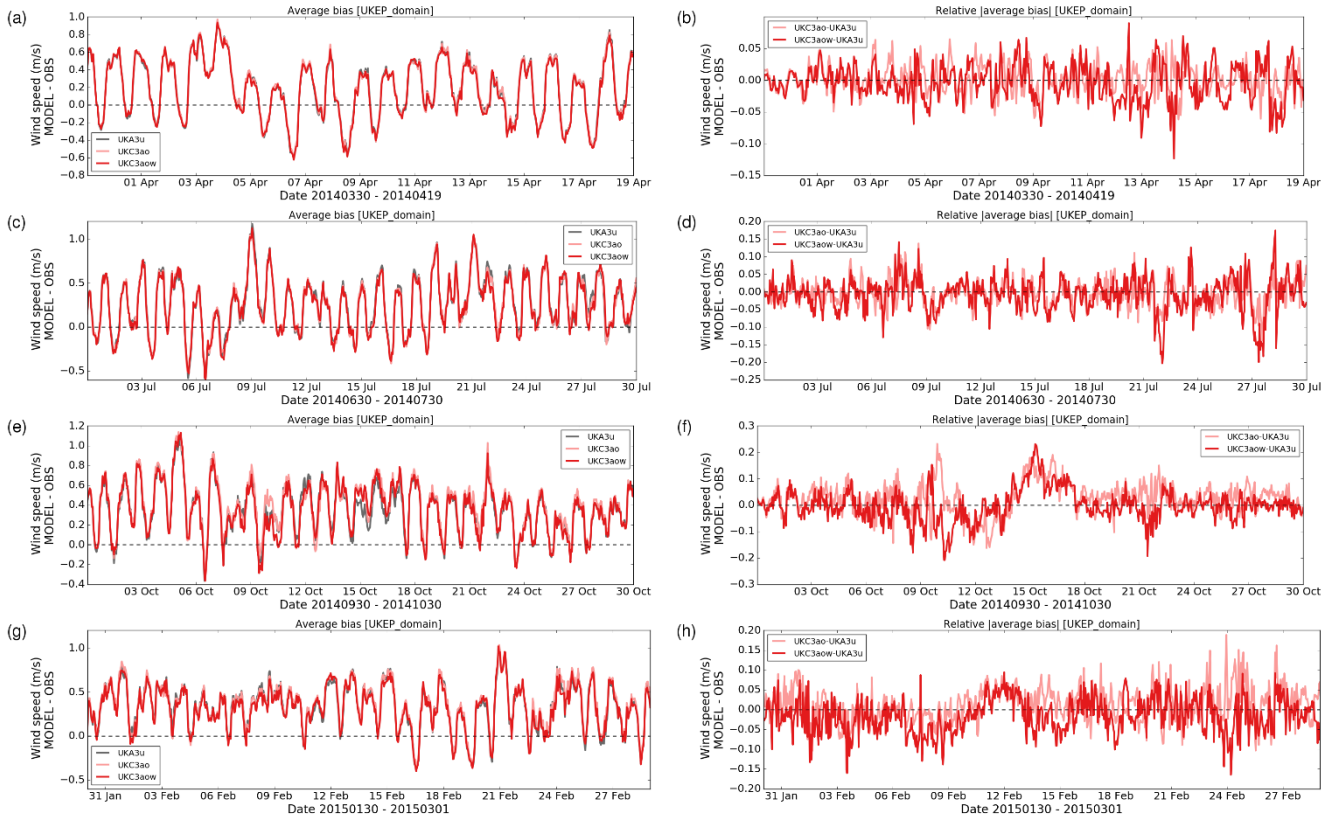 (a)
Average bias [UKEP_domain]
Wind speed (m/s)
MODEL - OBS
1.0
0.8
0.6
0.4
0.2
0.0
−0.2
−0.4
−0.6
−0.8
UKA3u
UKC3ao
UKC3aow
01 Apr 03 Apr 05 Apr 07 Apr 09 Apr 11 Apr 13 Apr 15 Apr 17 Apr 19 Apr
Date 20140330 - 20140419
(b)
Relative |average bias| [UKEP_domain]
Wind speed (m/s)
MODEL - OBS
0.05
0.00
−0.05
−0.10
−0.15
UKC3ao-UKA3u
UKC3aow-UKA3u
01 Apr 03 Apr 05 Apr 07 Apr 09 Apr 11 Apr 13 Apr 15 Apr 17 Apr 19 Apr
Date 20140330 - 20140419
(c)
Average bias [UKEP_domain]
Wind speed (m/s)
MODEL - OBS
1.0
0.5
0.0
−0.5
UKA3u
UKC3ao
UKC3aow
03 Jul 06 Jul 09 Jul 12 Jul 15 Jul 18 Jul 21 Jul 24 Jul 27 Jul 30 Jul
Date 20140630 - 20140730
(d)
Relative |average bias| [UKEP_domain]
Wind speed (m/s)
MODEL - OBS
0.20
0.15
0.10
0.05
0.00
−0.05
−0.10
−0.15
−0.20
−0.25
UKC3ao-UKA3u
UKC3aow-UKA3u
03 Jul 06 Jul 09 Jul 12 Jul 15 Jul 18 Jul 21 Jul 24 Jul 27 Jul 30 Jul
Date 20140630 - 20140730
(e)
Average bias [UKEP_domain]
Wind speed (m/s)
MODEL - OBS
1.2
1.0
0.8
0.6
0.4
0.2
0.0
−0.2
−0.4
UKA3u
UKC3ao
UKC3aow
03 Oct 06 Oct 09 Oct 12 Oct 15 Oct 18 Oct 21 Oct 24 Oct 27 Oct 30 Oct
Date 20140930 - 20141030
(f)
Relative |average bias| [UKEP_domain]
Wind speed (m/s)
MODEL - OBS
0.3
0.2
0.1
0.0
−0.1
−0.2
−0.3
UKC3ao-UKA3u
UKC3aow-UKA3u
03 Oct 06 Oct 09 Oct 12 Oct 15 Oct 18 Oct 21 Oct 24 Oct 27 Oct 30 Oct
Date 20140930 - 20141030
(g)
Average bias [UKEP_domain]
Wind speed (m/s)
MODEL - OBS
1.0
0.5
0.0
−0.5
UKA3u
UKC3ao
UKC3aow
31 Jan 03 Feb 06 Feb 09 Feb 12 Feb 15 Feb 18 Feb 21 Feb 24 Feb 27 Feb
Date 20150130 - 20150301
(h)
Relative |average bias| [UKEP_domain]
Wind speed (m/s)
MODEL - OBS
0.20
0.15
0.10
0.05
0.00
−0.05
−0.10
−0.15
−0.20
UKC3ao-UKA3u
UKC3aow-UKA3u
31 Jan 03 Feb 06 Feb 09 Feb 12 Feb 15 Feb 18 Feb 21 Feb 24 Feb 27 Feb
Date 20150130 - 20150301